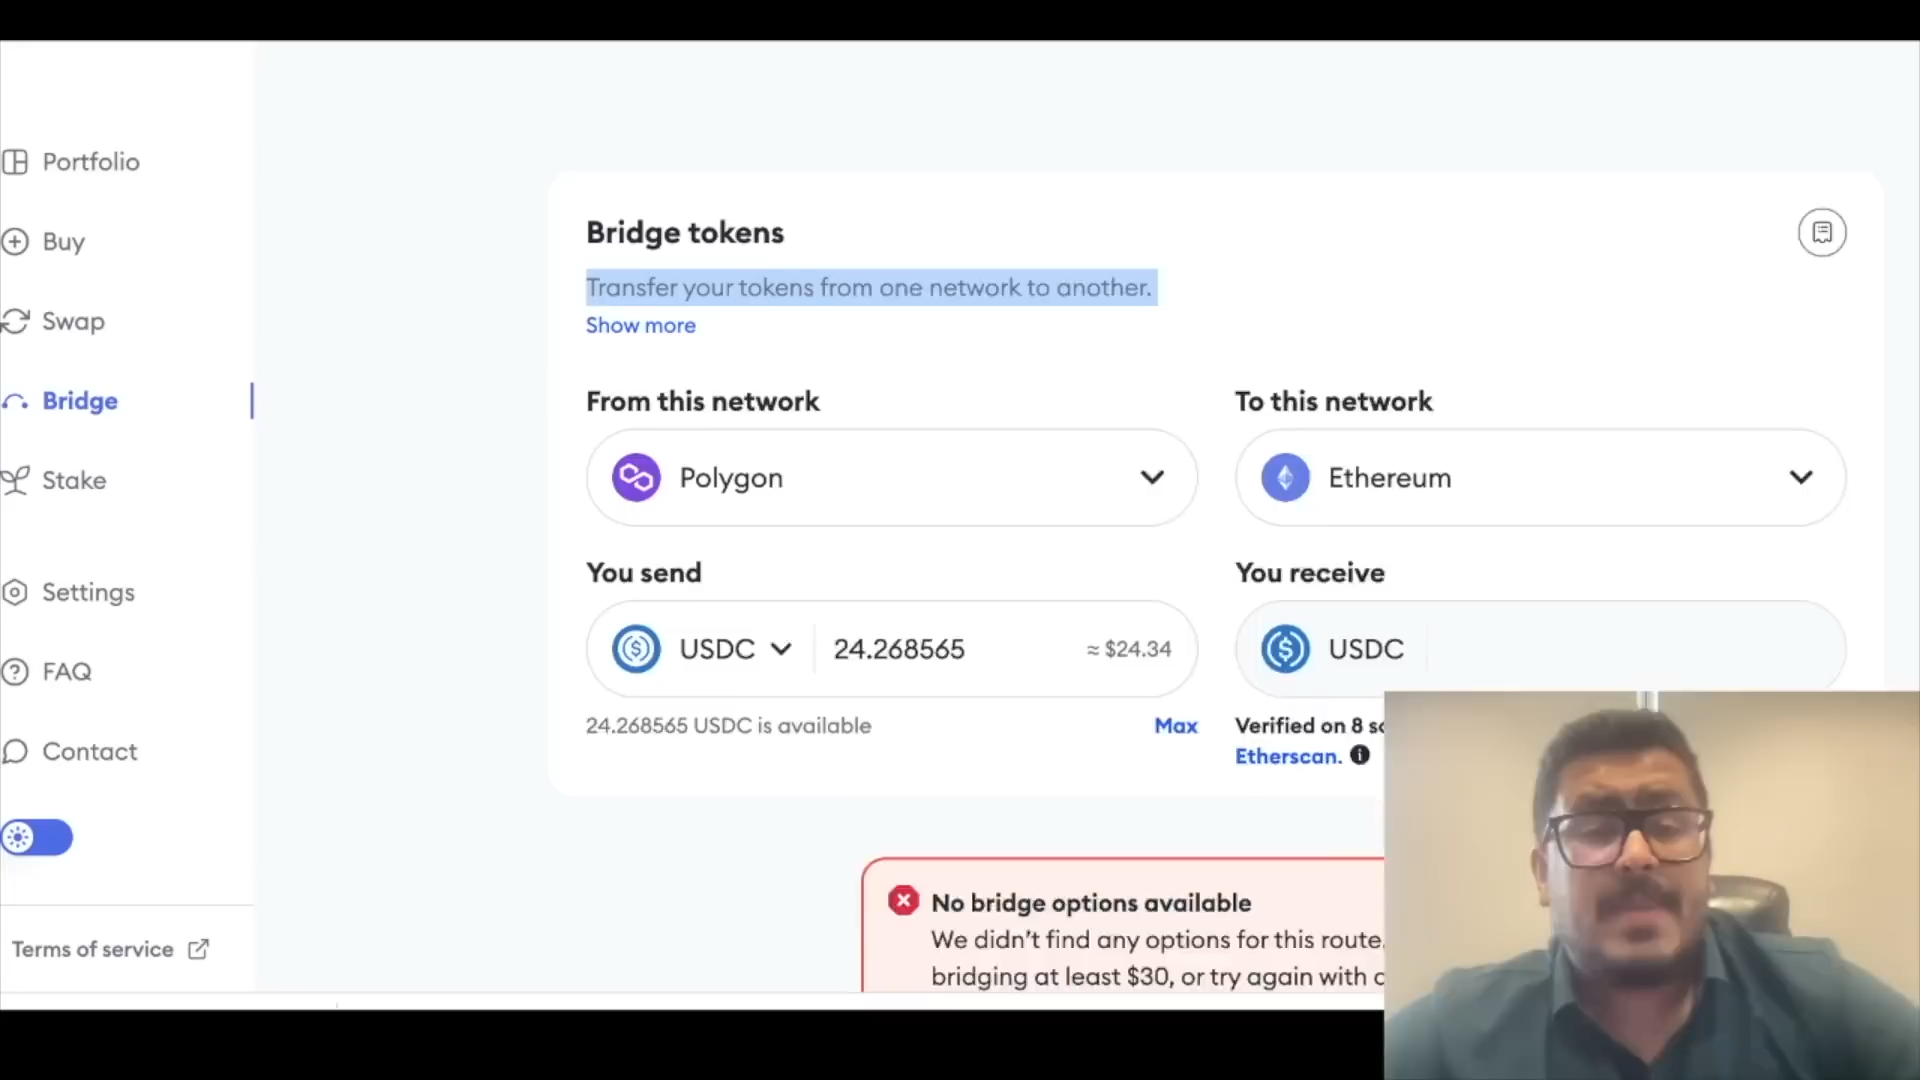 Portfolio
Buy
Swap
Bridge
Stake
Settings
FAQ
Contact
Terms of service
Bridge tokens
Transfer your tokens from one network to another.
Show more
From this network
To this network
Polygon
Ethereum
You send
You receive
USDC 24.268565 ≈ $24.34
USDC
24.268565 USDC is available Max
Verified on 8
Etherscan.
No bridge options available
We didn't find any options for this route.
bridging at least $30, or try again with